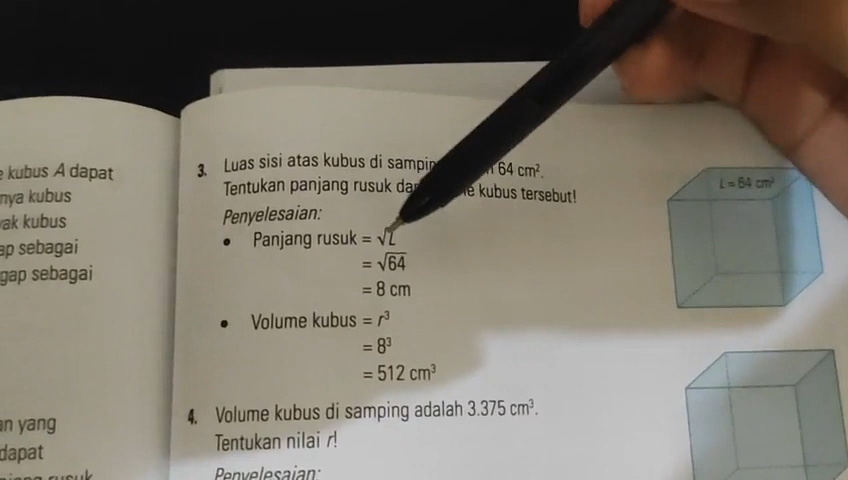 kubus A dapat
nya kubus
ak kubus
ap sebagai
gap sebagai
an yang
dapat
3. Luas sisi atas kubus di samping 64 cm².
Tentukan panjang rusuk kubus tersebut!
Penyelesaian:
• Panjang rusuk = √L
= √64
= 8 cm
• Volume kubus = r³
= 8³
= 512 cm³
4. Volume kubus di samping adalah 3.375 cm³.
Tentukan nilai r!
Penyelesaian:
L = 64 cm²